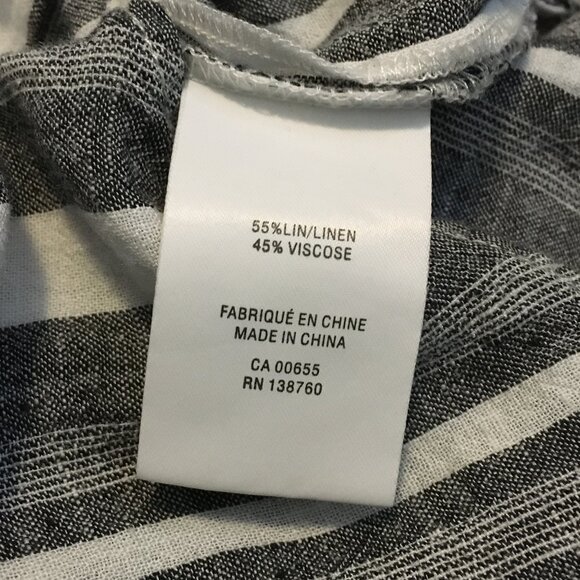 55%LIN/LINEN
45% VISCOSE
FABRIQUÉ EN CHINE
MADE IN CHINA
CA 00655
RN 138760